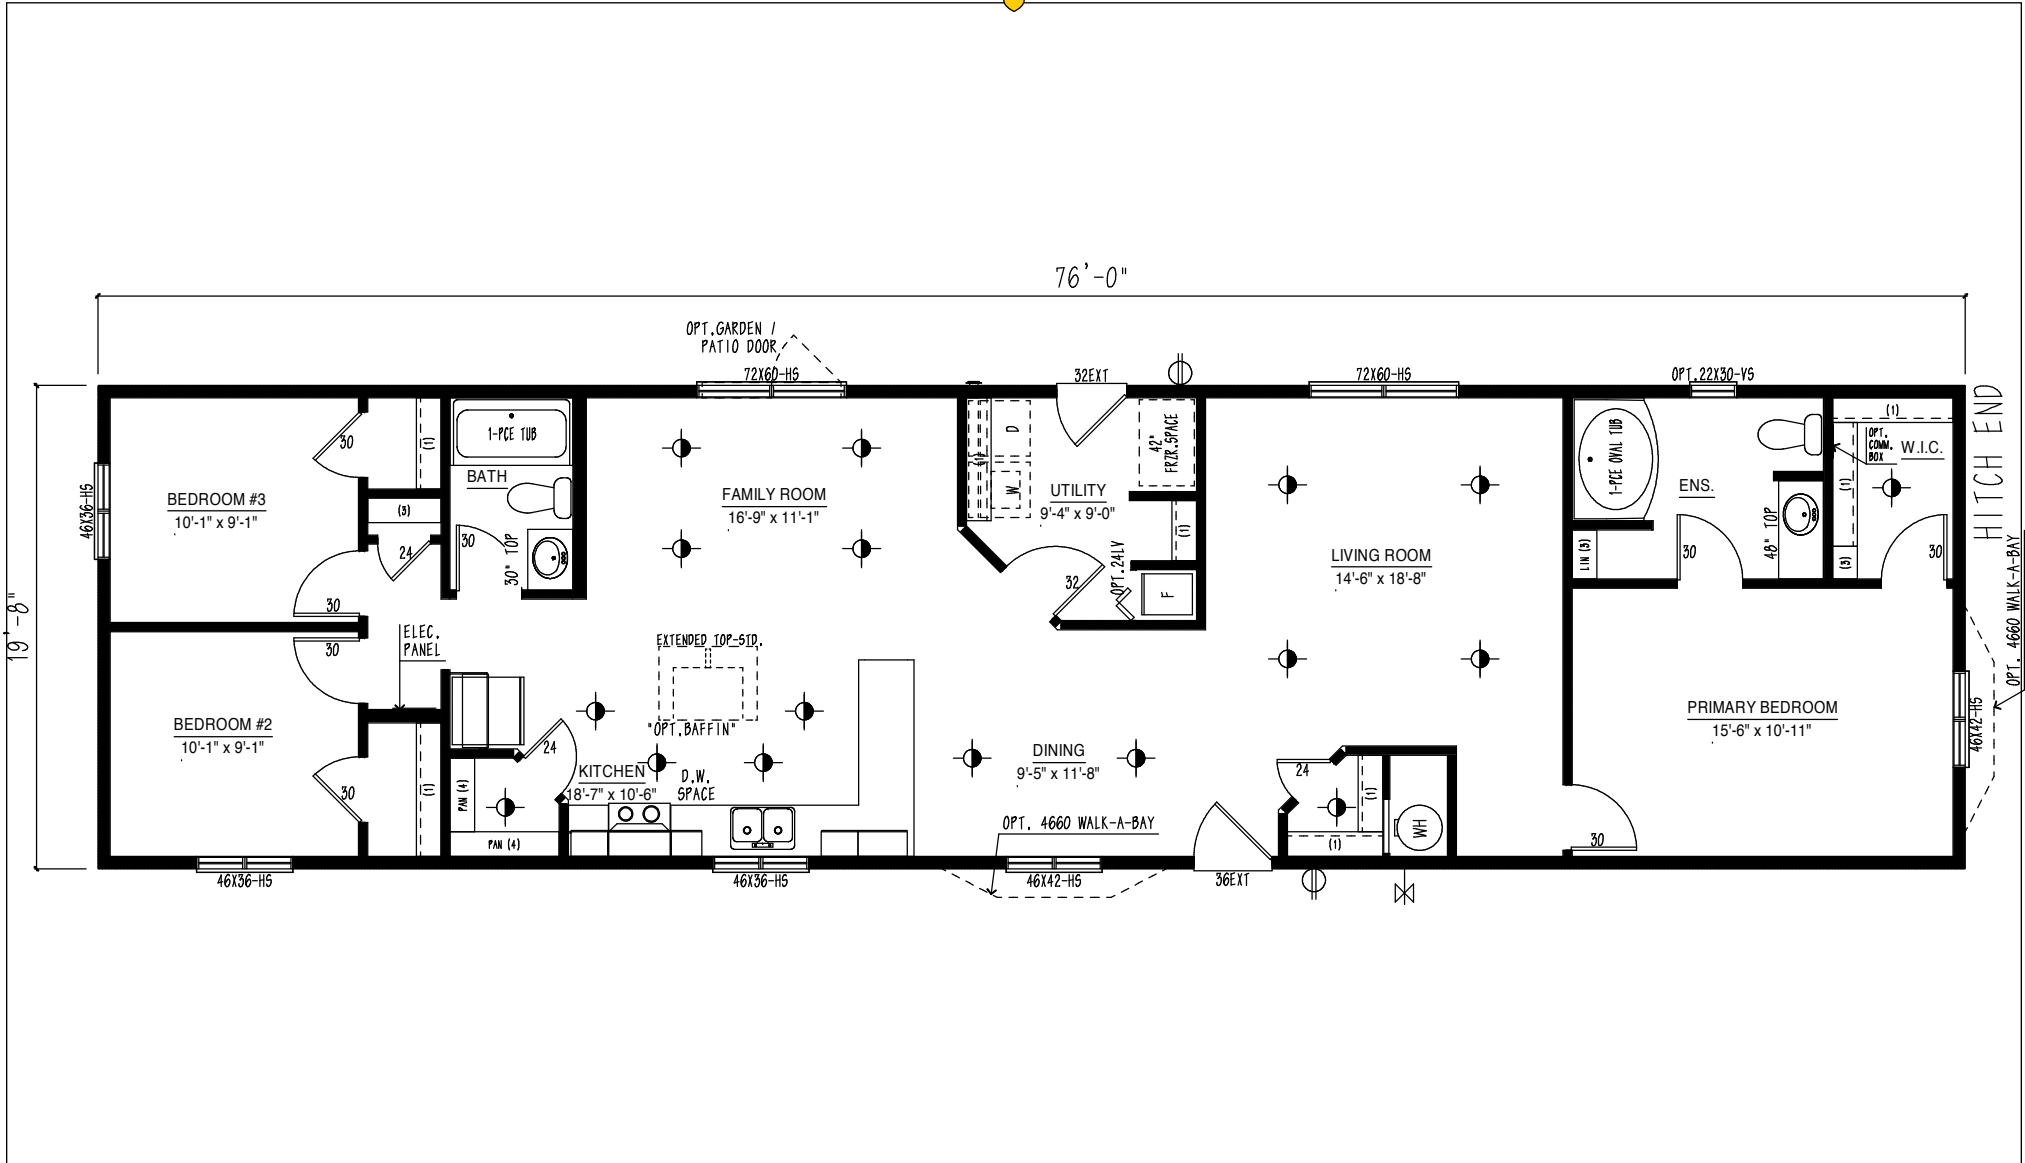 76'-0"
OPT.GARDEN /
PATIO DOOR
72X60-HS
32EXT
72X60-HS
OPT.22X30-VS
HITCH END
19'-8"
46X36-HS
BEDROOM #3
10'-1" x 9'-1"
30
(1)
(3)
24
30
1-PCE TUB
BATH
30
30" TOP
FAMILY ROOM
16'-9" x 11'-1"
D
W
(1)
42"
FRZR.SPACE
UTILITY
9'-4" x 9'-0"
(1)
OPT.24LV
32
F
LIVING ROOM
14'-6" x 18'-8"
1-PCE OVAL TUB
ENS.
LIN (3)
30
48" TOP
(1)
OPT.
COMM.
BOX
W.I.C.
(1)
(3)
30
OPT. 4660 WALK-A-BAY
30
ELEC.
PANEL
BEDROOM #2
10'-1" x 9'-1"
30
(1)
EXTENDED TOP-STD.
"OPT.BAFFIN"
24
KITCHEN
18'-7" x 10'-6"
D.W.
SPACE
PAN (4)
PAN (4)
DINING
9'-5" x 11'-8"
OPT. 4660 WALK-A-BAY
24
(1)
(1)
WH
PRIMARY BEDROOM
15'-6" x 10'-11"
30
46X42-HS
46X36-HS
46X36-HS
46X42-HS
36EXT